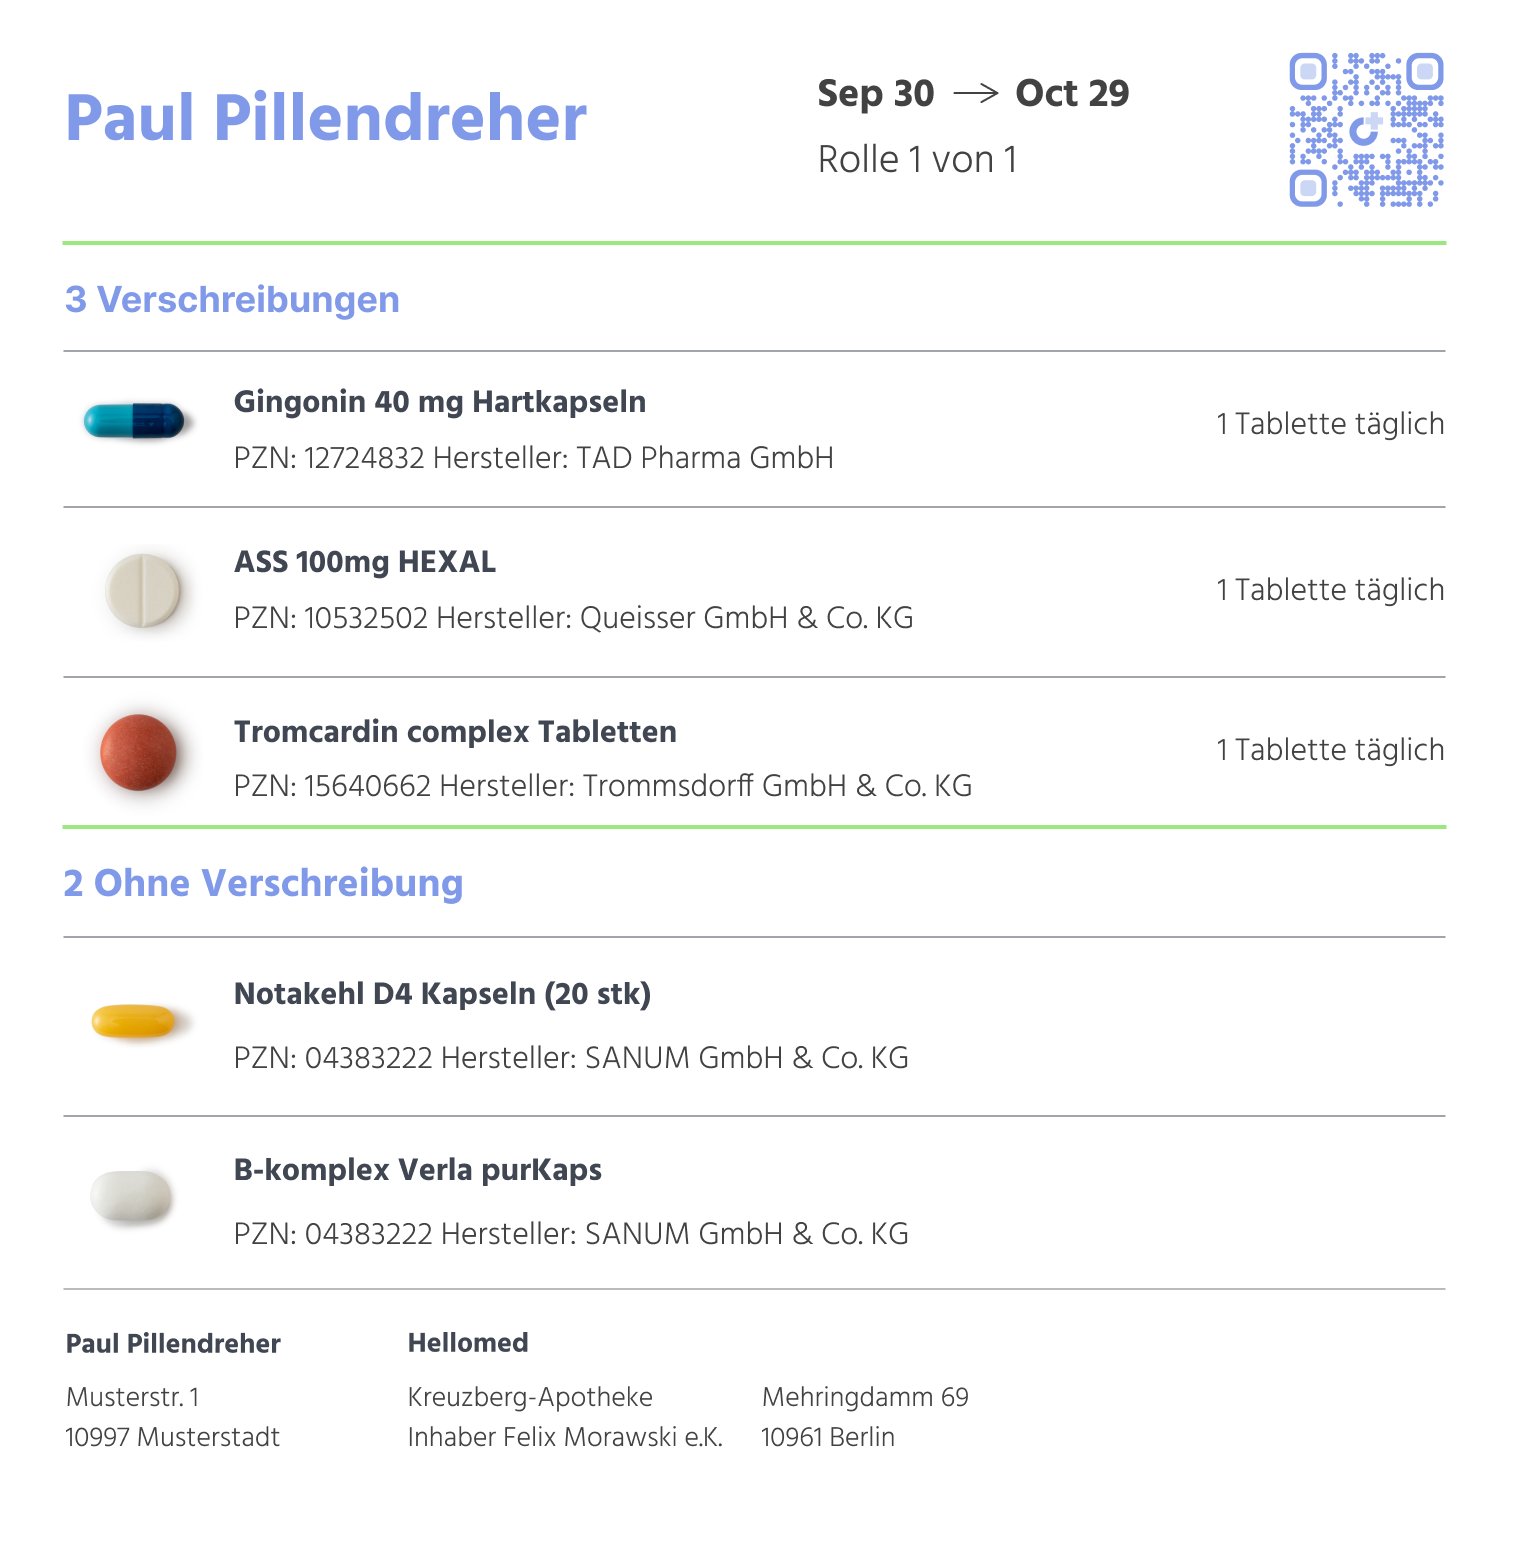 Paul Pillendreher
Sep 30 → Oct 29
Rolle 1 von 1
3 Verschreibungen
Gingonin 40 mg Hartkapseln
PZN: 12724832 Hersteller: TAD Pharma GmbH
1 Tablette täglich
ASS 100mg HEXAL
PZN: 10532502 Hersteller: Queisser GmbH & Co. KG
1 Tablette täglich
Tromcardin complex Tabletten
PZN: 15640662 Hersteller: Trommsdorff GmbH & Co. KG
1 Tablette täglich
2 Ohne Verschreibung
Notakehl D4 Kapseln (20 stk)
PZN: 04383222 Hersteller: SANUM GmbH & Co. KG
B-komplex Verla purKaps
PZN: 04383222 Hersteller: SANUM GmbH & Co. KG
Paul Pillendreher
Musterstr. 1
10997 Musterstadt
Hellomed
Kreuzberg-Apotheke
Inhaber Felix Morawski e.K.
Mehringdamm 69
10961 Berlin